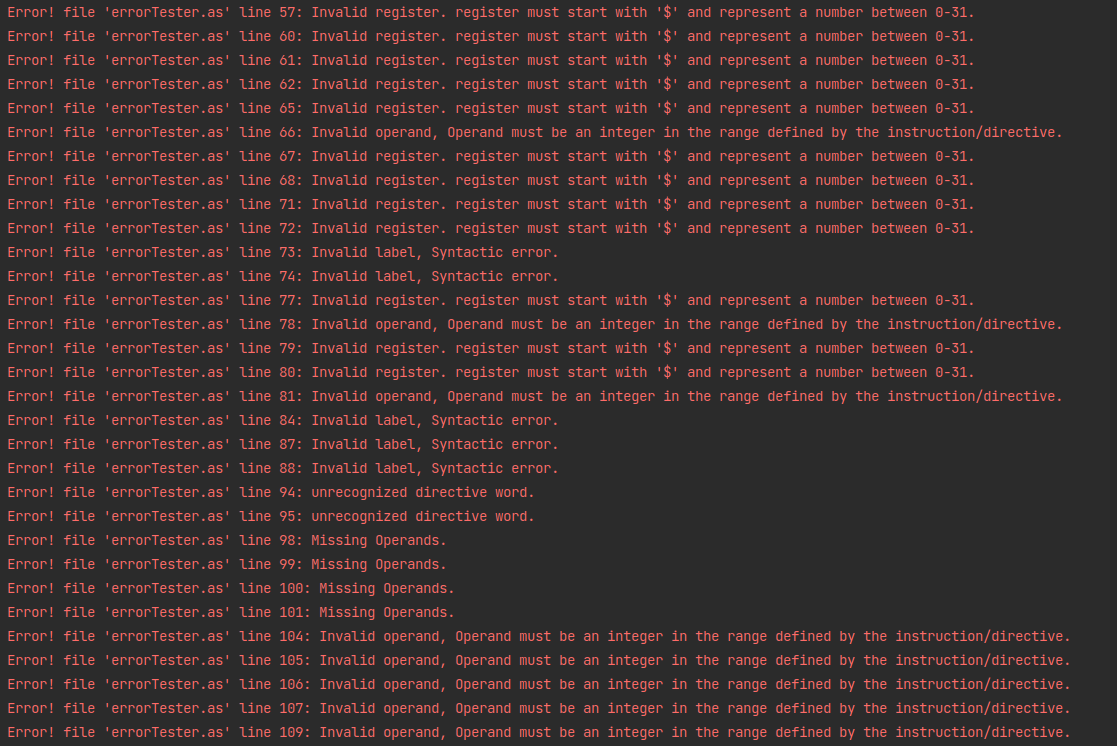 Error! file 'errorTester.as' line 57: Invalid register. register must start with '$' and represent a number between 0-31.
Error! file 'errorTester.as' line 60: Invalid register. register must start with '$' and represent a number between 0-31.
Error! file 'errorTester.as' line 61: Invalid register. register must start with '$' and represent a number between 0-31.
Error! file 'errorTester.as' line 62: Invalid register. register must start with '$' and represent a number between 0-31.
Error! file 'errorTester.as' line 65: Invalid register. register must start with '$' and represent a number between 0-31.
Error! file 'errorTester.as' line 66: Invalid operand, Operand must be an integer in the range defined by the instruction/directive.
Error! file 'errorTester.as' line 67: Invalid register. register must start with '$' and represent a number between 0-31.
Error! file 'errorTester.as' line 68: Invalid register. register must start with '$' and represent a number between 0-31.
Error! file 'errorTester.as' line 71: Invalid register. register must start with '$' and represent a number between 0-31.
Error! file 'errorTester.as' line 72: Invalid register. register must start with '$' and represent a number between 0-31.
Error! file 'errorTester.as' line 73: Invalid label, Syntactic error.
Error! file 'errorTester.as' line 74: Invalid label, Syntactic error.
Error! file 'errorTester.as' line 77: Invalid register. register must start with '$' and represent a number between 0-31.
Error! file 'errorTester.as' line 78: Invalid operand, Operand must be an integer in the range defined by the instruction/directive.
Error! file 'errorTester.as' line 79: Invalid register. register must start with '$' and represent a number between 0-31.
Error! file 'errorTester.as' line 80: Invalid register. register must start with '$' and represent a number between 0-31.
Error! file 'errorTester.as' line 81: Invalid operand, Operand must be an integer in the range defined by the instruction/directive.
Error! file 'errorTester.as' line 84: Invalid label, Syntactic error.
Error! file 'errorTester.as' line 87: Invalid label, Syntactic error.
Error! file 'errorTester.as' line 88: Invalid label, Syntactic error.
Error! file 'errorTester.as' line 94: unrecognized directive word.
Error! file 'errorTester.as' line 95: unrecognized directive word.
Error! file 'errorTester.as' line 98: Missing Operands.
Error! file 'errorTester.as' line 99: Missing Operands.
Error! file 'errorTester.as' line 100: Missing Operands.
Error! file 'errorTester.as' line 101: Missing Operands.
Error! file 'errorTester.as' line 104: Invalid operand, Operand must be an integer in the range defined by the instruction/directive.
Error! file 'errorTester.as' line 105: Invalid operand, Operand must be an integer in the range defined by the instruction/directive.
Error! file 'errorTester.as' line 106: Invalid operand, Operand must be an integer in the range defined by the instruction/directive.
Error! file 'errorTester.as' line 107: Invalid operand, Operand must be an integer in the range defined by the instruction/directive.
Error! file 'errorTester.as' line 109: Invalid operand, Operand must be an integer in the range defined by the instruction/directive.